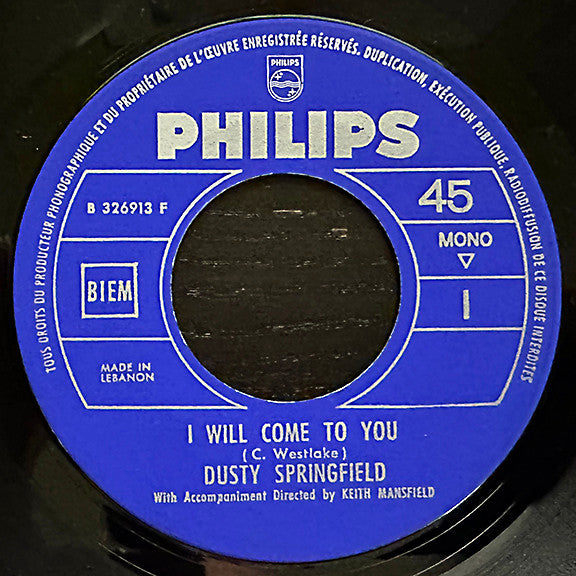 TOUS DROITS DU PRODUCTEUR PHONOGRAPHIQUE ET DU PROPRIÉTAIRE DE L'ŒUVRE ENREGISTRÉE RÉSERVÉS. DUPLICATION, EXÉCUTION PUBLIQUE, RADIODIFFUSION DE CE DISQUE INTERDITES
PHILIPS
PHILIPS
B 326913 F
45
MONO
BIEM
I
MADE IN
LEBANON
I WILL COME TO YOU
(C. Westlake)
DUSTY SPRINGFIELD
With Accompaniment Directed by KEITH MANSFIELD